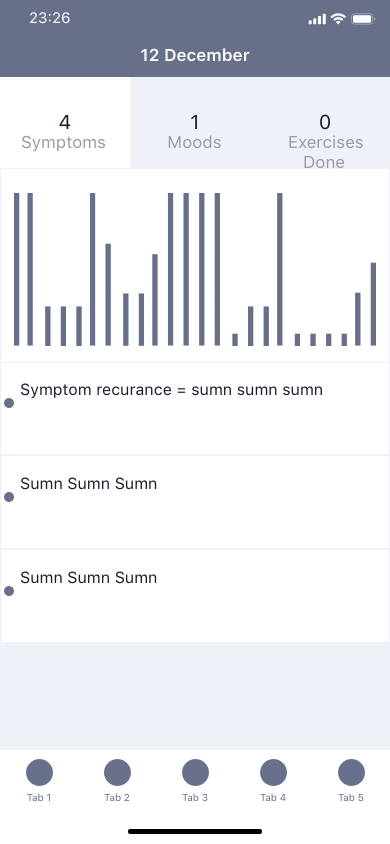 23:26
12 December
4
Symptoms
1
Moods
0
Exercises
Done
Symptom recurance = sumn sumn sumn
Sumn Sumn Sumn
Sumn Sumn Sumn
Tab 1
Tab 2
Tab 3
Tab 4
Tab 5